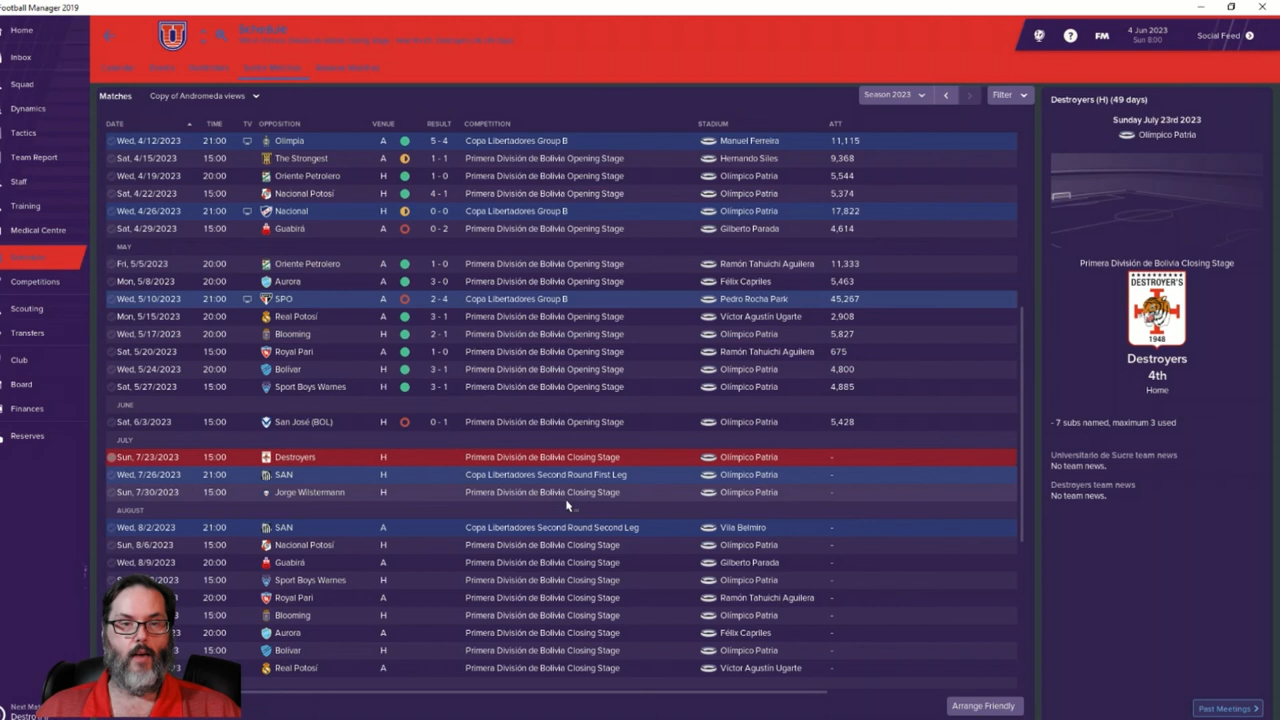 Football Manager 2019
Home
Inbox
Squad
Dynamics
Tactics
Team Report
Staff
Training
Medical Centre
Competitions
Scouting
Transfers
Club
Board
Finances
Reserves
Schedule
4 Jun 2023
Sun 8:00
FM
Social Feed
Matches Copy of Andromeda views
Season 2023
Filter
DATE TIME TV OPPOSITION VENUE RESULT COMPETITION STADIUM ATT
Wed, 4/12/2023 21:00 Olimpia A 5 - 4 Copa Libertadores Group B Manuel Ferreira 11,115
Sat, 4/15/2023 15:00 The Strongest A 1 - 1 Primera División de Bolivia Opening Stage Hernando Siles 9,368
Wed, 4/19/2023 20:00 Oriente Petrolero H 1 - 0 Primera División de Bolivia Opening Stage Olímpico Patria 5,544
Sat, 4/22/2023 15:00 Nacional Potosí H 4 - 1 Primera División de Bolivia Opening Stage Olímpico Patria 5,374
Wed, 4/26/2023 21:00 Nacional H 0 - 0 Copa Libertadores Group B Olímpico Patria 17,822
Sat, 4/29/2023 15:00 Guabirá A 0 - 2 Primera División de Bolivia Opening Stage Gilberto Parada 4,614
MAY
Fri, 5/5/2023 20:00 Oriente Petrolero A 1 - 0 Primera División de Bolivia Opening Stage Ramón Tahuichi Aguilera 11,333
Mon, 5/8/2023 20:00 Aurora A 3 - 0 Primera División de Bolivia Opening Stage Félix Capriles 5,463
Wed, 5/10/2023 21:00 SPO A 2 - 4 Copa Libertadores Group B Pedro Rocha Park 45,267
Mon, 5/15/2023 20:00 Real Potosí A 3 - 1 Primera División de Bolivia Opening Stage Víctor Agustín Ugarte 2,908
Wed, 5/17/2023 20:00 Blooming H 2 - 1 Primera División de Bolivia Opening Stage Olímpico Patria 5,827
Sat, 5/20/2023 15:00 Royal Pari A 1 - 0 Primera División de Bolivia Opening Stage Ramón Tahuichi Aguilera 675
Wed, 5/24/2023 20:00 Bolívar H 3 - 1 Primera División de Bolivia Opening Stage Olímpico Patria 4,800
Sat, 5/27/2023 15:00 Sport Boys Warnes H 3 - 1 Primera División de Bolivia Opening Stage Olímpico Patria 4,885
JUNE
Sat, 6/3/2023 15:00 San José (BOL) H 0 - 1 Primera División de Bolivia Opening Stage Olímpico Patria 5,428
JULY
Sun, 7/23/2023 15:00 Destroyers H Primera División de Bolivia Closing Stage Olímpico Patria -
Wed, 7/26/2023 21:00 SAN H Copa Libertadores Second Round First Leg Olímpico Patria -
Sun, 7/30/2023 15:00 Jorge Wilstermann H Primera División de Bolivia Closing Stage Olímpico Patria -
AUGUST
Wed, 8/2/2023 21:00 SAN A Copa Libertadores Second Round Second Leg Vila Belmiro -
Sun, 8/6/2023 15:00 Nacional Potosí H Primera División de Bolivia Closing Stage Olímpico Patria -
Wed, 8/9/2023 20:00 Guabirá A Primera División de Bolivia Closing Stage Gilberto Parada -
15:00 Sport Boys Warnes H Primera División de Bolivia Closing Stage Olímpico Patria -
20:00 Royal Pari A Primera División de Bolivia Closing Stage Ramón Tahuichi Aguilera -
15:00 Blooming H Primera División de Bolivia Closing Stage Olímpico Patria -
20:00 Aurora A Primera División de Bolivia Closing Stage Félix Capriles -
15:00 Bolívar H Primera División de Bolivia Closing Stage Olímpico Patria -
15:00 Real Potosí A Primera División de Bolivia Closing Stage Víctor Agustín Ugarte -
Arrange Friendly
Next
Destroyers (H) (49 days)
Sunday July 23rd 2023
Olímpico Patria
Primera División de Bolivia Closing Stage
DESTROYER'S
1948
Destroyers
4th
Home
- 7 subs named, maximum 3 used
Universitario de Sucre team news
No team news.
Destroyers team news
No team news.
Past Meetings